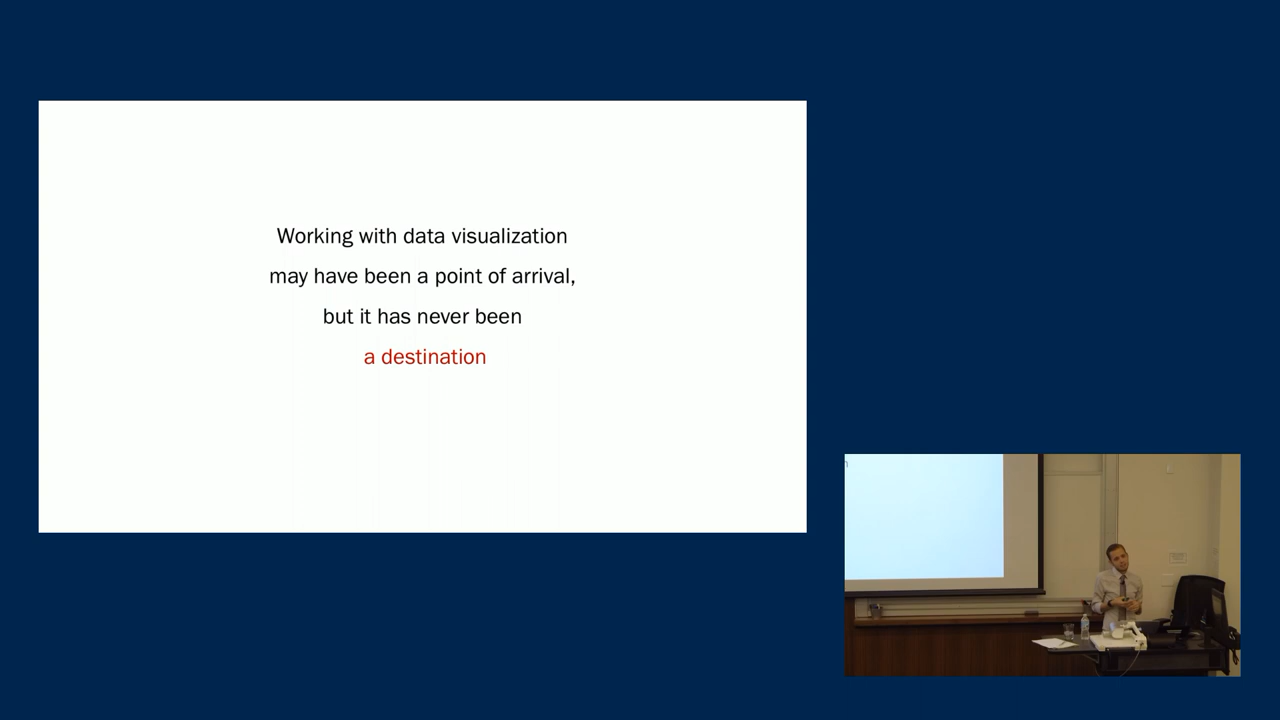 Working with data visualization
may have been a point of arrival,
but it has never been
a destination